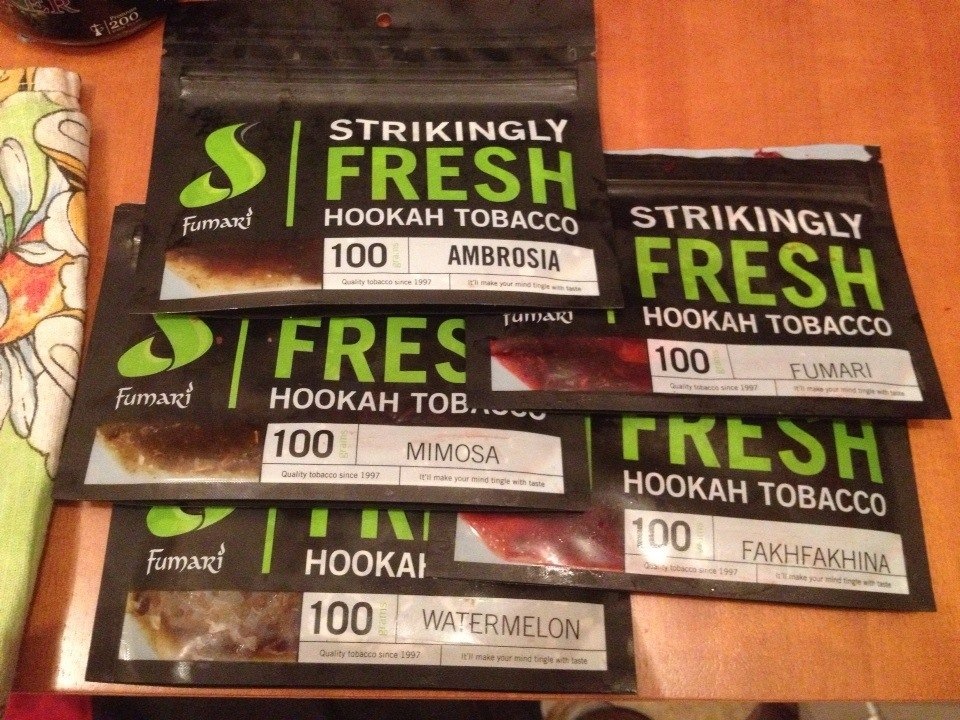 200
STRIKINGLY
FRESH
HOOKAH TOBACCO
Fumari
100 grams
AMBROSIA
Quality tobacco since 1997
It'll make your mind tingle with taste
STRIKINGLY
FRESH
HOOKAH TOBACCO
Fumari
100
FUMARI
Quality tobacco since 1997
It'll make your mind tingle with taste
FRES
HOOKAH TOBACCO
Fumari
100 grams
MIMOSA
Quality tobacco since 1997
It'll make your mind tingle with taste
FRESH
HOOKAH TOBACCO
100
FAKHFAKHINA
Quality tobacco since 1997
It'll make your mind tingle with taste
FR
HOOKAH
Fumari
100 grams
WATERMELON
Quality tobacco since 1997
It'll make your mind tingle with taste